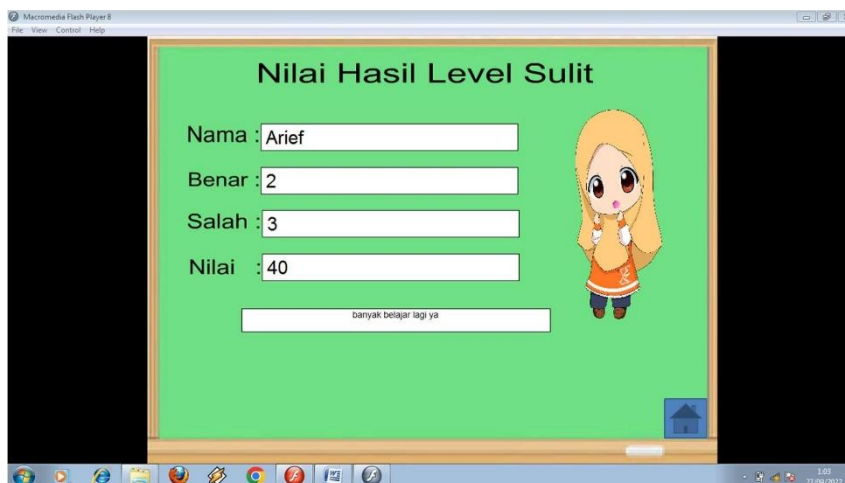 Macromedia Flash Player 8
File View Control Help
Nilai Hasil Level Sulit
Nama : Arief
Benar : 2
Salah : 3
Nilai : 40
banyak belajar lagi ya
1:03